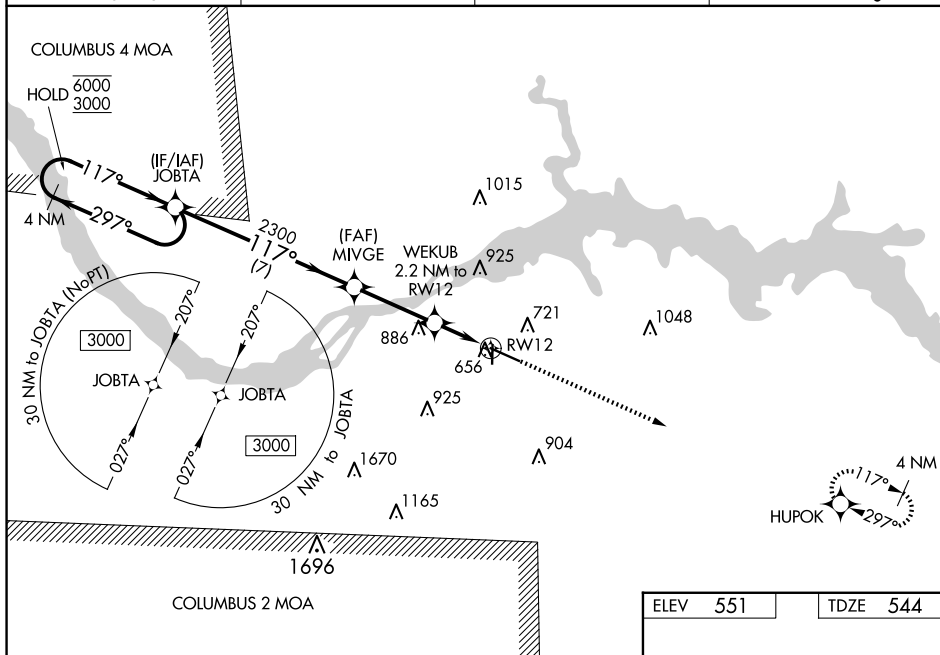 COLUMBUS 4 MOA
HOLD 6000
3000
117°
4 NM
297°
(IF/IAF)
JOBTA
2300
117°
(7)
(FAF)
MIVGE
WEKUB
2.2 NM to
RW12
1015
925
721
1048
886
656
RW12
30 NM to JOBTA (NoPT)
207°
207°
3000
JOBTA
JOBTA
027°
027°
3000
30 NM to JOBTA
925
904
1670
1165
1696
117°
4 NM
297°
HUPOK
COLUMBUS 2 MOA
ELEV 551
TDZE 544